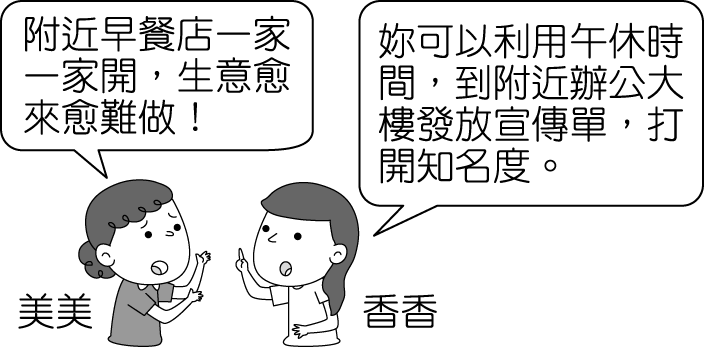 附近早餐店一家
一家開，生意愈
來愈難做！
妳可以利用午休時
間，到附近辦公大
樓發放宣傳單，打
開知名度。
美美
香香